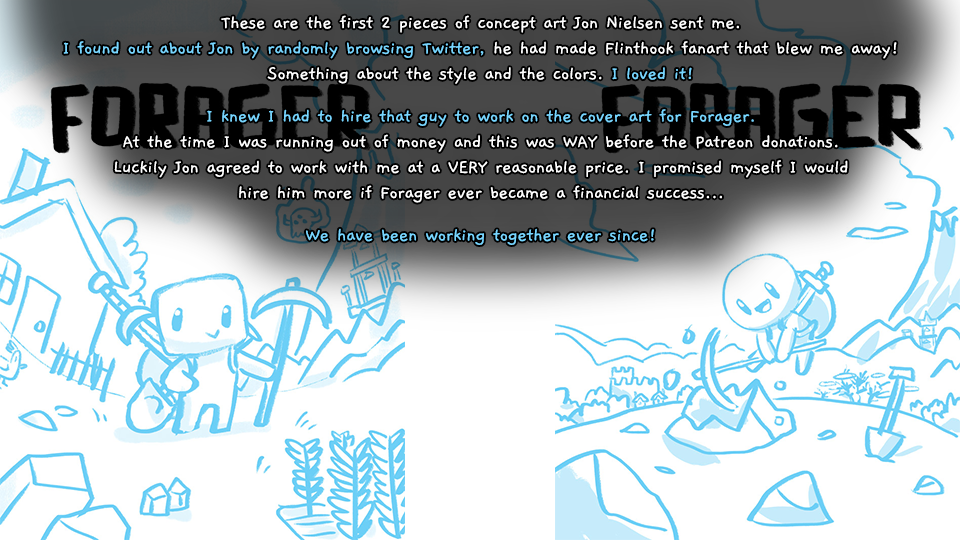 These are the first 2 pieces of concept art Jon Nielsen sent me.
I found out about Jon by randomly browsing Twitter, he had made Flinthook fanart that blew me away!
Something about the style and the colors. I loved it!
FORAGER
FORAGER
I knew I had to hire that guy to work on the cover art for Forager.
At the time I was running out of money and this was WAY before the Patreon donations.
Luckily Jon agreed to work with me at a VERY reasonable price. I promised myself I would
hire him more if Forager ever became a financial success...
We have been working together ever since!